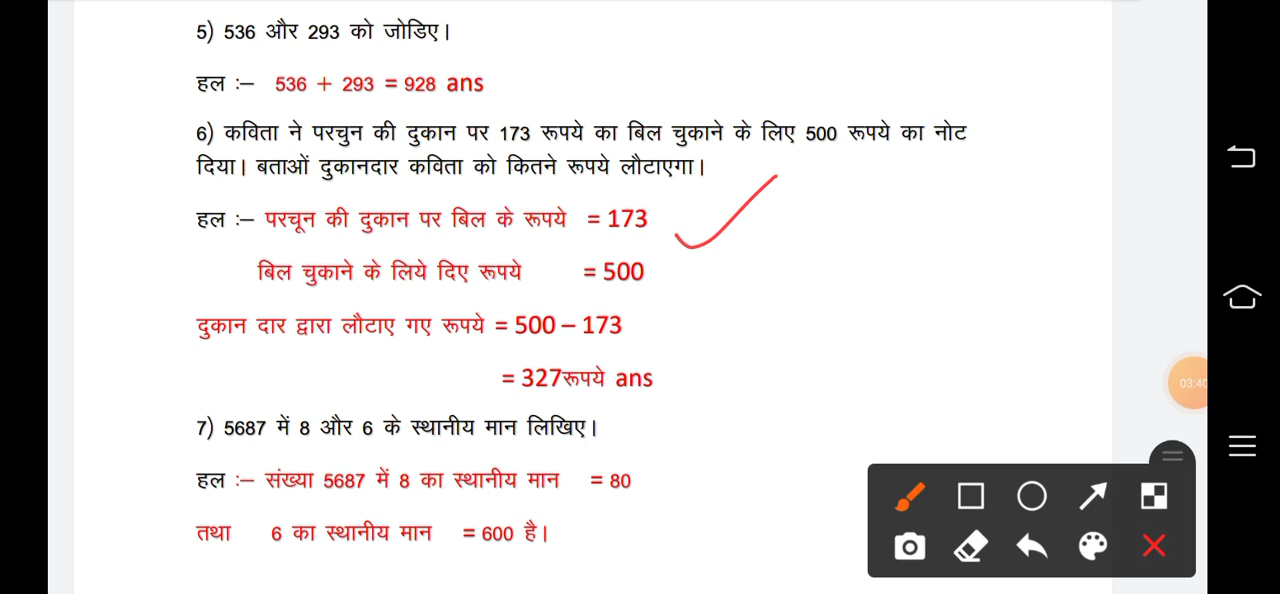 5) 536 और 293 को जोडिए।
हल :– 536 + 293 = 928 ans
6) कविता ने परचुन की दुकान पर 173 रूपये का बिल चुकाने के लिए 500 रूपये का नोट
दिया। बताओं दुकानदार कविता को कितने रूपये लौटाएगा।
हल :– परचून की दुकान पर बिल के रूपये = 173
बिल चुकाने के लिये दिए रूपये = 500
दुकान दार द्वारा लौटाए गए रूपये = 500 – 173
= 327रूपये ans
7) 5687 में 8 और 6 के स्थानीय मान लिखिए।
हल :– संख्या 5687 में 8 का स्थानीय मान = 80
तथा 6 का स्थानीय मान = 600 है।
03:40